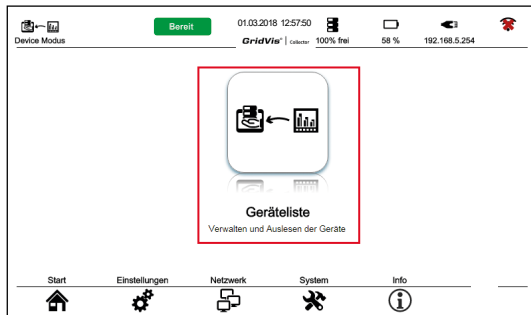 Bereit
01.03.2018 12:57:50
Device Modus
GridVis® | Collector
100% frei
58 %
192.168.5.254
Geräteliste
Verwalten und Auslesen der Geräte
Start
Einstellungen
Netzwerk
System
Info